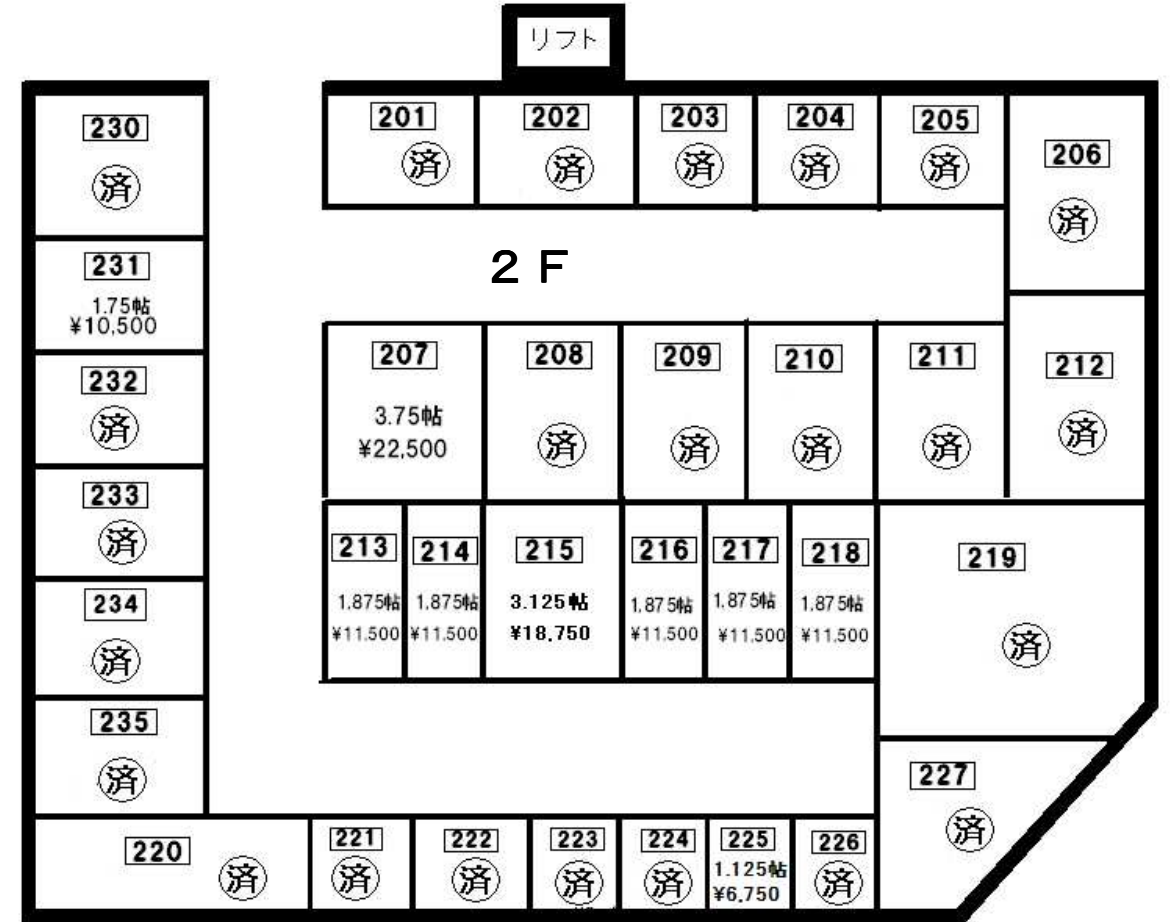 リフト
201
済
202
済
203
済
204
済
205
済
206
済
230
済
231
1.75帖
¥10,500
232
済
233
済
234
済
235
済
2F
207
3.75帖
¥22,500
208
済
209
済
210
済
211
済
212
済
213
1.875帖
¥11.500
214
1.875帖
¥11.500
215
3.125帖
¥18,750
216
1.875帖
¥11.500
217
1.875帖
¥11.500
218
1.875帖
¥11.500
219
済
220
済
221
済
222
済
223
済
224
済
225
1.125帖
¥6,750
226
済
227
済